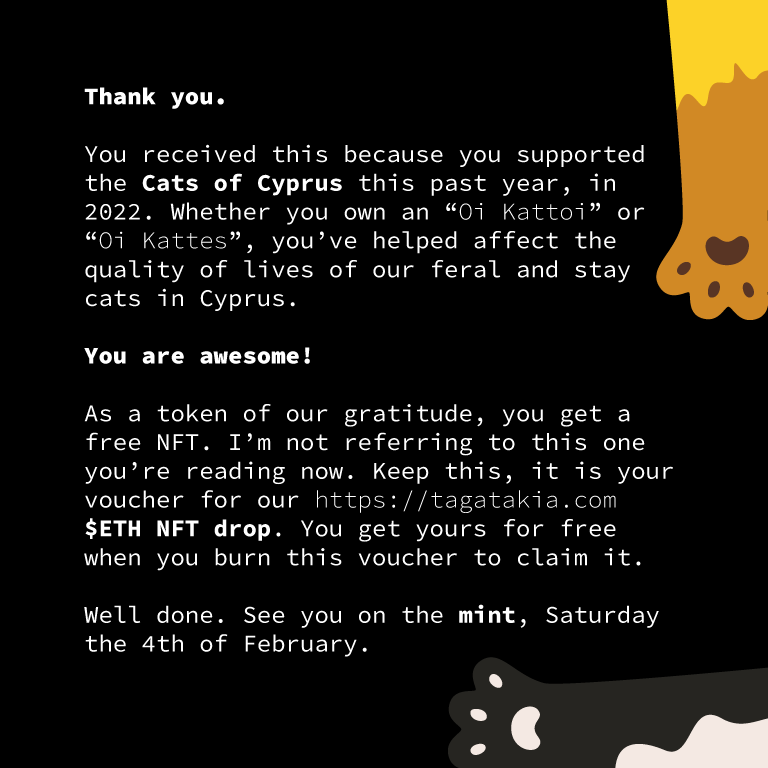 Thank you.
You received this because you supported
the Cats of Cyprus this past year, in
2022. Whether you own an “Oi Kattoi” or
“Oi Kattes”, you’ve helped affect the
quality of lives of our feral and stay
cats in Cyprus.
You are awesome!
As a token of our gratitude, you get a
free NFT. I’m not referring to this one
you’re reading now. Keep this, it is your
voucher for our https://tagatakia.com
$ETH NFT drop. You get yours for free
when you burn this voucher to claim it.
Well done. See you on the mint, Saturday
the 4th of February.